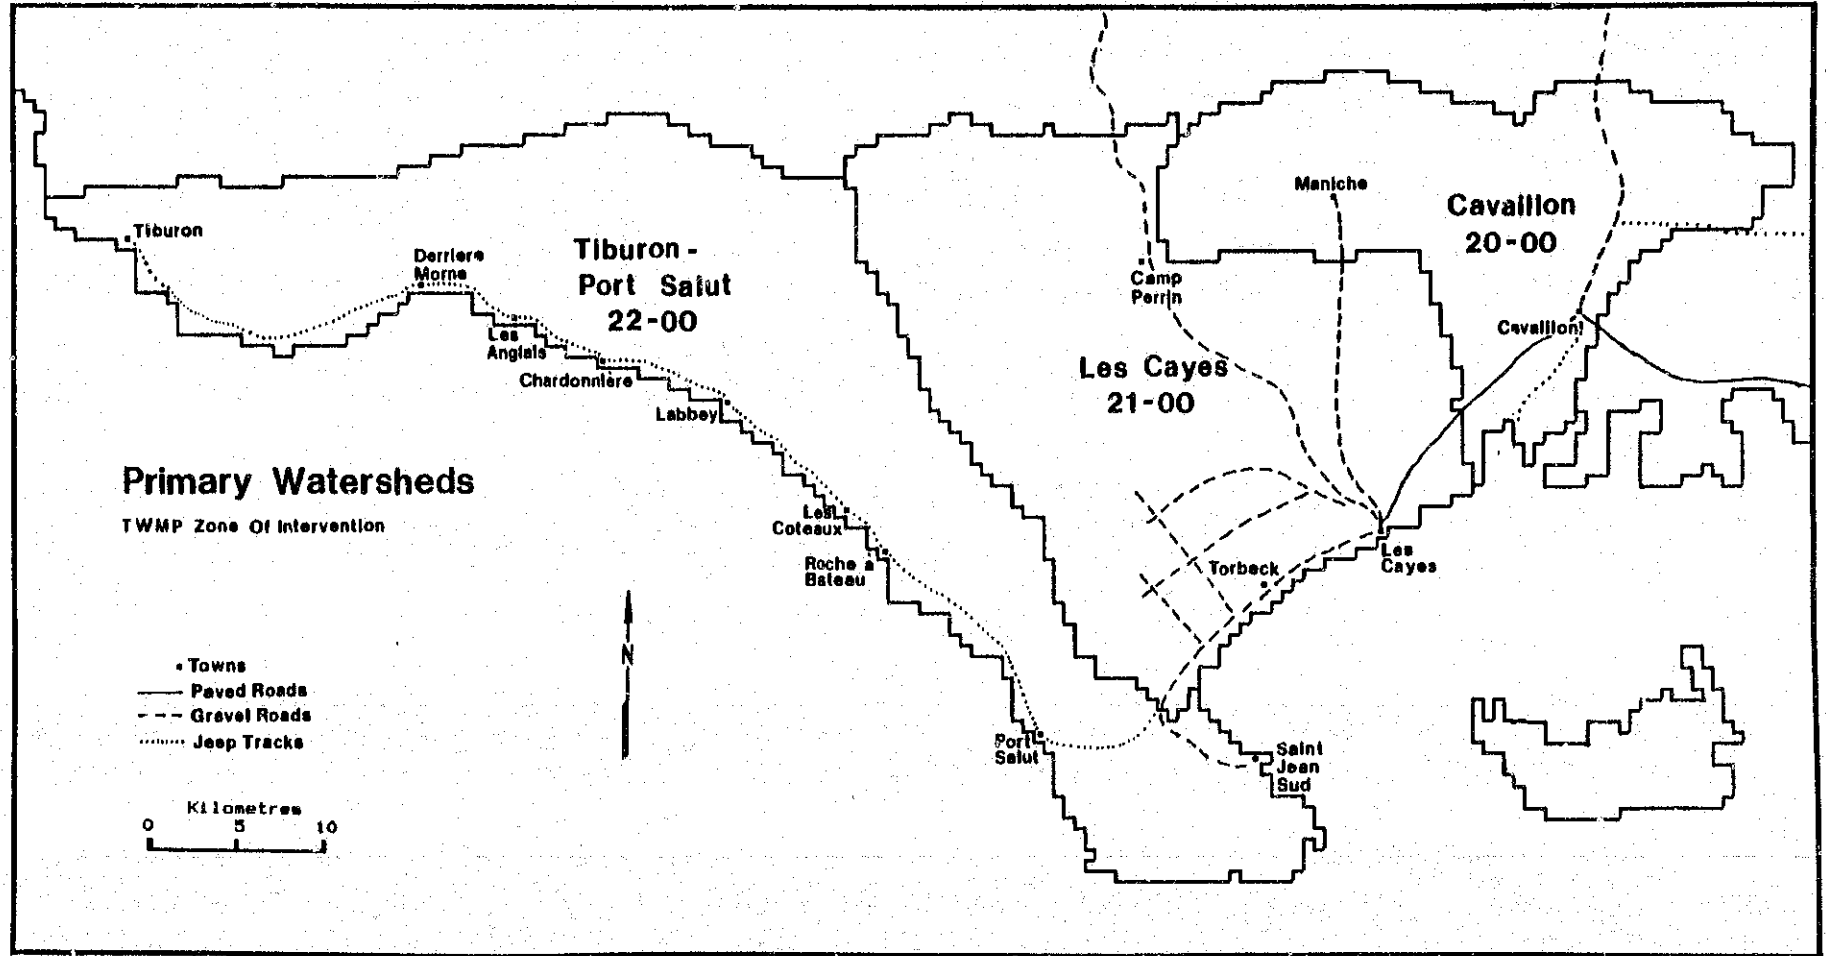 Maniche
Cavaillon
20-00
Tiburon
Derriere
Morne
Tiburon -
Port Salut
22-00
Camp
Perrin
Les
Anglais
Cavaillon
Chardonnière
Les Cayes
21-00
Labbey
Primary Watersheds
TWMP Zone Of Intervention
Les
Coteaux
Roche à
Bateau
Torbeck
Les
Cayes
N
Towns
Paved Roads
Gravel Roads
Jeep Tracks
Port
Salut
Saint
Jean
Sud
Kilometres
0 5 10